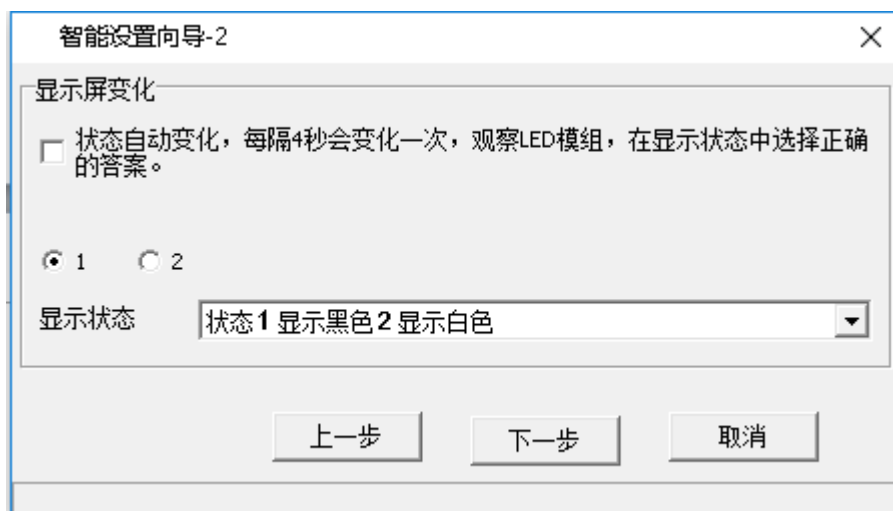 智能设置向导-2
显示屏变化
状态自动变化，每隔4秒会变化一次，观察LED模组，在显示状态中选择正确
的答案。
1 2
显示状态 状态1 显示黑色2 显示白色
上一步 下一步 取消